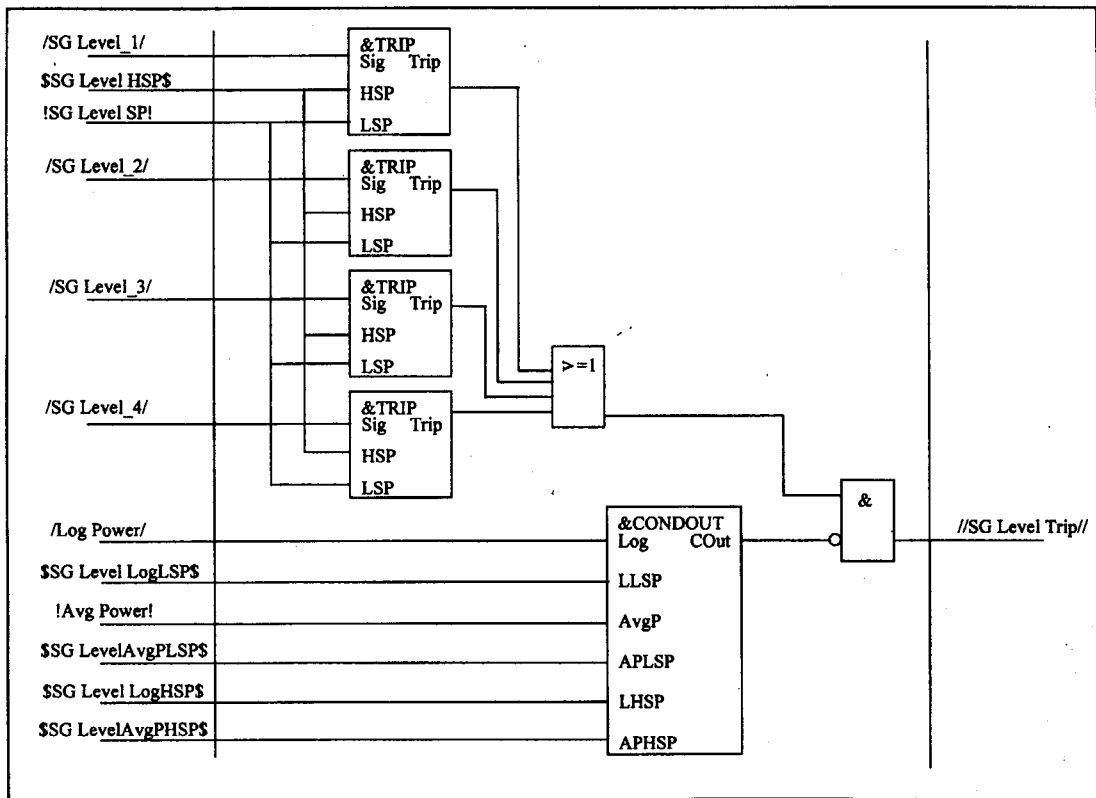 /SG Level_1/
$SG Level HSP$
!SG Level SP!
&TRIP
Sig Trip
HSP
LSP
/SG Level_2/
&TRIP
Sig Trip
HSP
LSP
/SG Level_3/
&TRIP
Sig Trip
HSP
LSP
>=1
/SG Level_4/
&TRIP
Sig Trip
HSP
LSP
&
//SG Level Trip//
/Log Power/
$SG Level LogLSP$
!Avg Power!
$SG LevelAvgPLSP$
$SG Level LogHSP$
$SG LevelAvgPHSP$
&CONDOUT
Log COut
LLSP
AvgP
APLSP
LHSP
APHSP